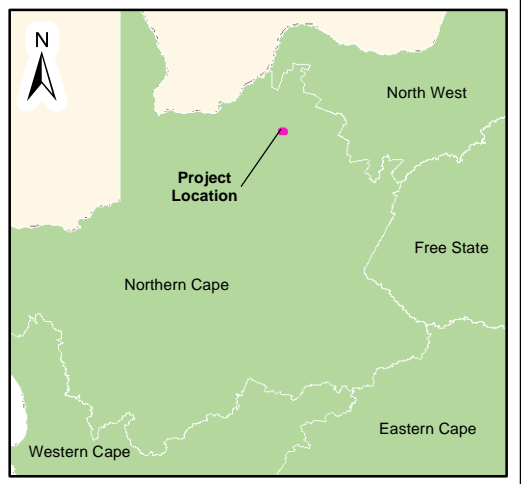 N
North West
Project
Location
Free State
Northern Cape
Eastern Cape
Western Cape